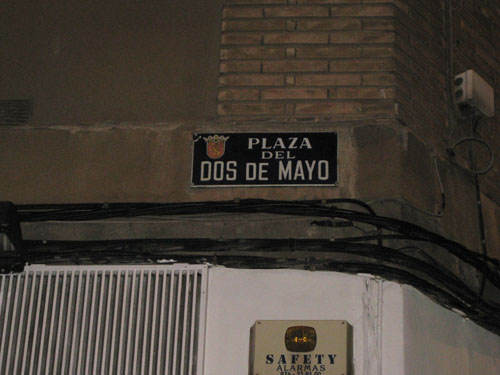 PLAZA
DEL
DOS DE MAYO
SAFETY
ALARMAS